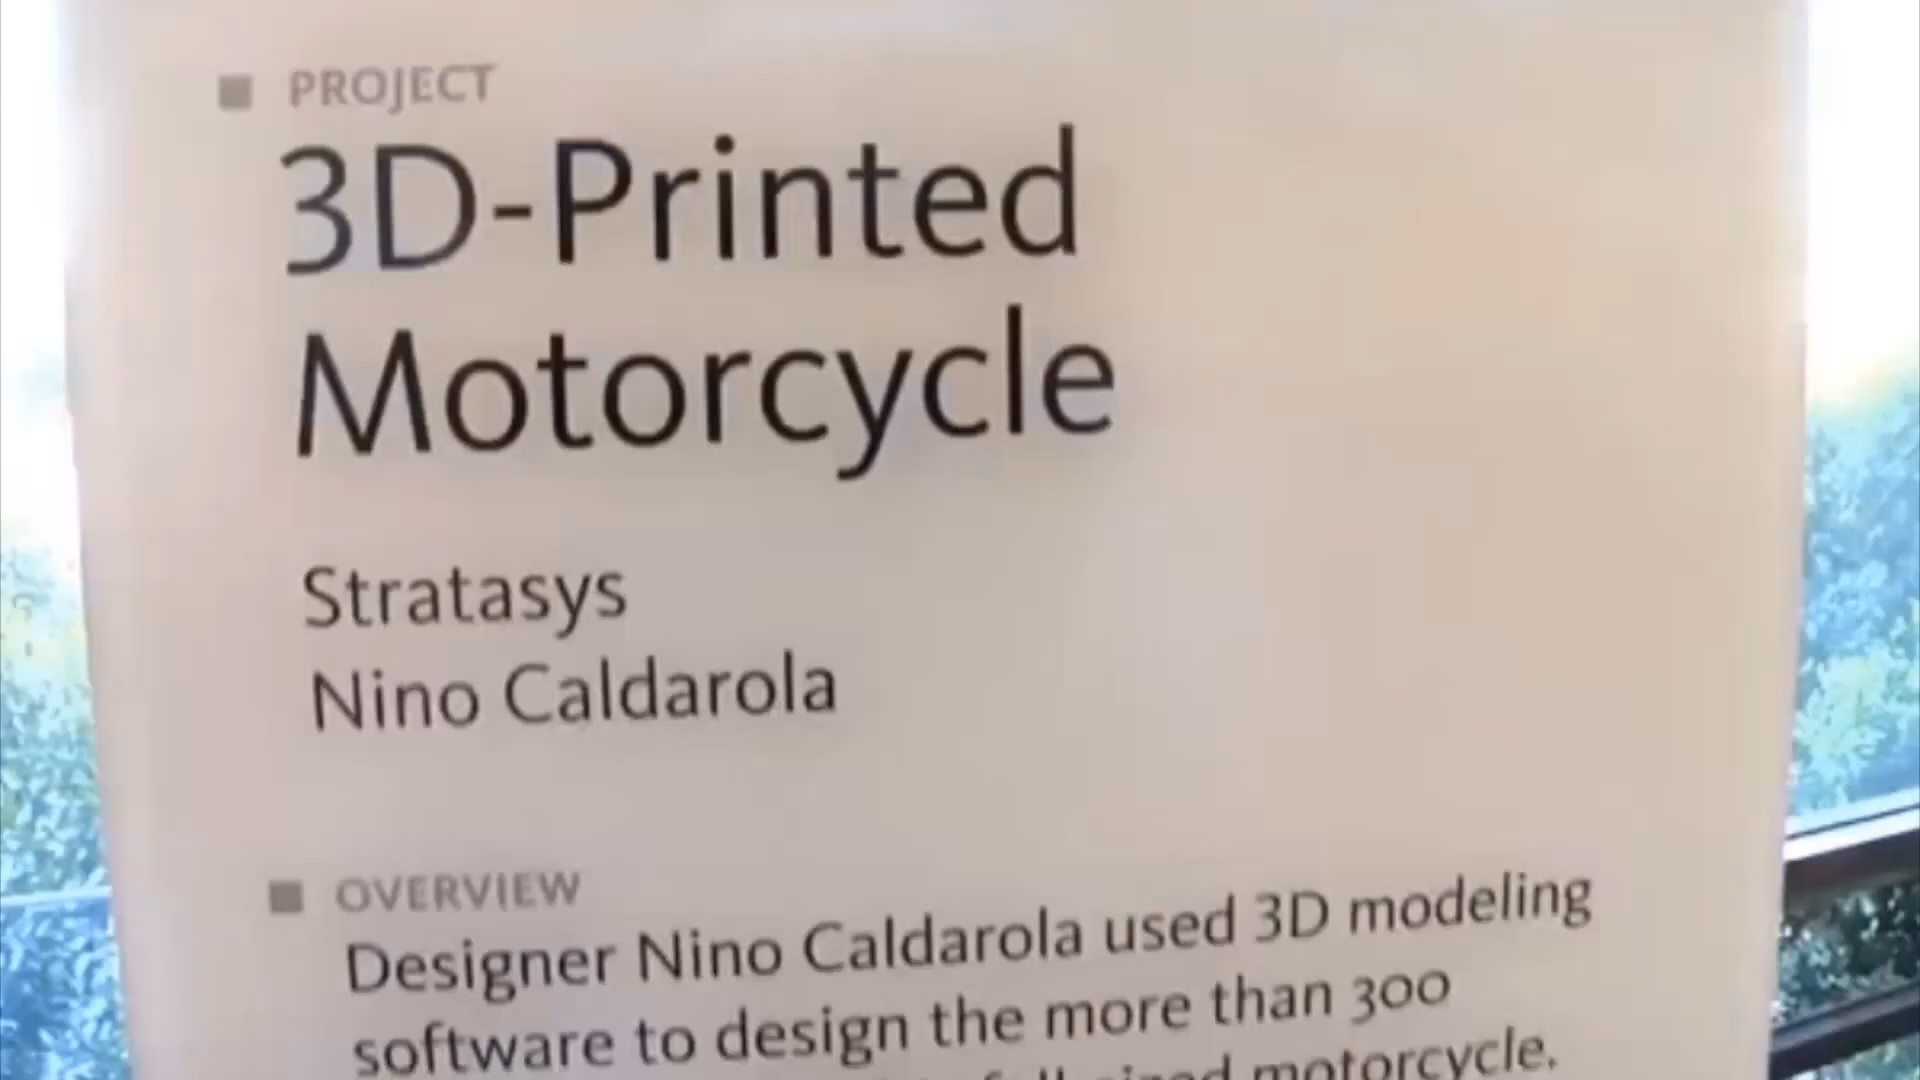 PROJECT
3D-Printed
Motorcycle
Stratasys
Nino Caldarola
OVERVIEW
Designer Nino Caldarola used 3D modeling
software to design the more than 300
motorcycle.